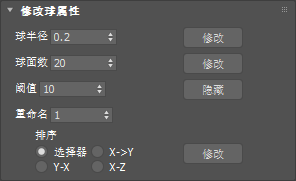 修改球属性
球半径 0.2 修改
球面数 20 修改
阈值 10 隐藏
重命名 1
排序
选择器 X->Y 修改
Y-X X-Z